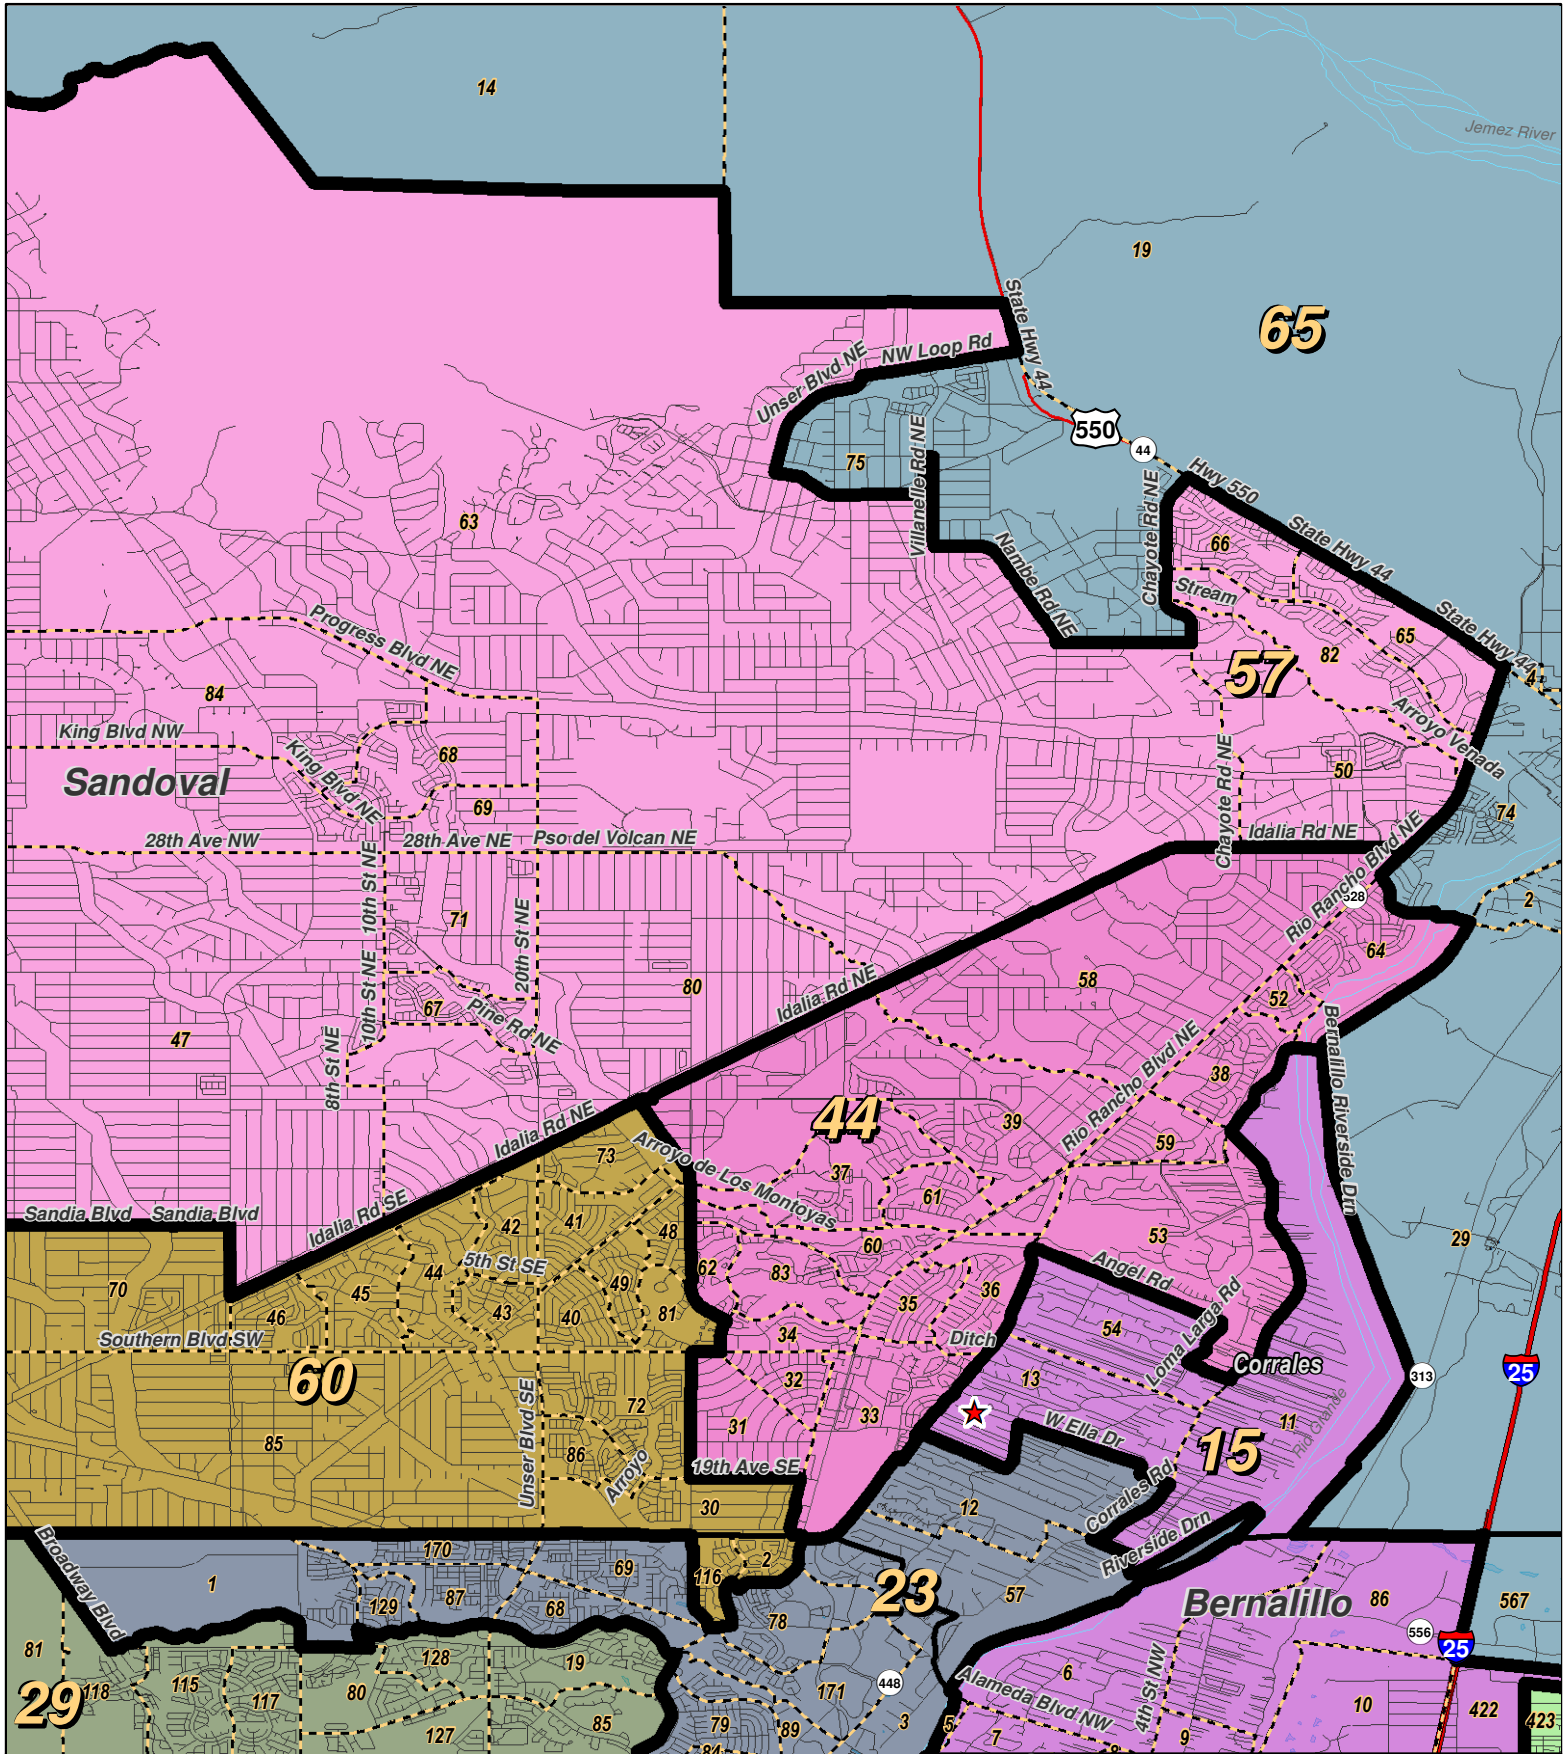 14
Jemez River
19
State Hwy 44
65
NW Loop Rd
Unser Blvd NE
550
44
75
Villanelle Rd NE
Hwy 550
Chayote Rd NE
63
66
State Hwy 44
Nambe Rd NE
Stream
State Hwy 44
Progress Blvd NE
65
82
57
4
84
Arroyo Venada
King Blvd NW
King Blvd NE
68
Chayote Rd NE
50
Sandoval
69
74
28th Ave NW
28th Ave NE
Pso del Volcan NE
Idalia Rd NE
Rio Rancho Blvd NE
10th St NE
528
2
71
20th St NE
64
10th St NE
80
Idalia Rd NE
58
52
67
Pine Rd NE
47
8th St NE
Rio Rancho Blvd NE
Bernalillo Riverside Drn
38
Idalia Rd NE
44
39
59
73
Arroyo de Los Montoyas
37
61
Sandia Blvd
Sandia Blvd
Idalia Rd SE
42
41
48
60
53
29
5th St SE
62
83
Angel Rd
70
44
45
49
36
46
43
40
81
35
Loma Larga Rd
54
Southern Blvd SW
34
Ditch
Corrales
313
25
60
32
13
Unser Blvd SE
72
33
31
W Ella Dr
11
Rio Grande
85
86
15
Arroyo
19th Ave SE
Corrales Rd
30
12
Riverside Drn
Broadway Blvd
170
69
2
1
116
23
87
129
68
57
Bernalillo
86
567
78
556
25
81
128
19
6
4th St NW
115
118
117
80
171
448
Alameda Blvd NW
10
422
29
127
85
79
89
3
5
7
9
423
84
8